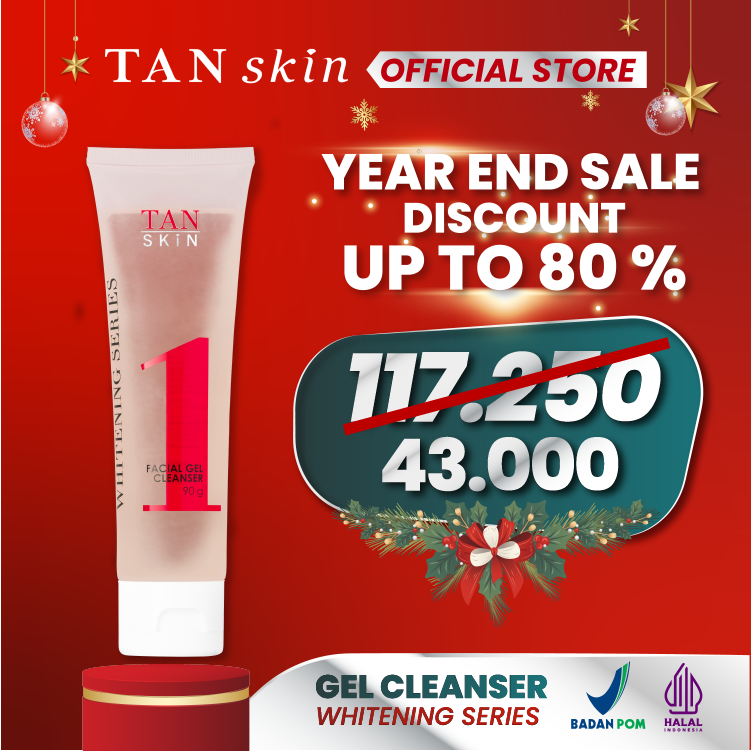 TAN skin OFFICIAL STORE
YEAR END SALE
DISCOUNT
UP TO 80 %
117.250
43.000
TAN
SKiN
WHITENING SERIES
1
FACIAL GEL
CLEANSER
90 g
GEL CLEANSER
WHITENING SERIES
BADAN POM
HALAL
INDONESIA